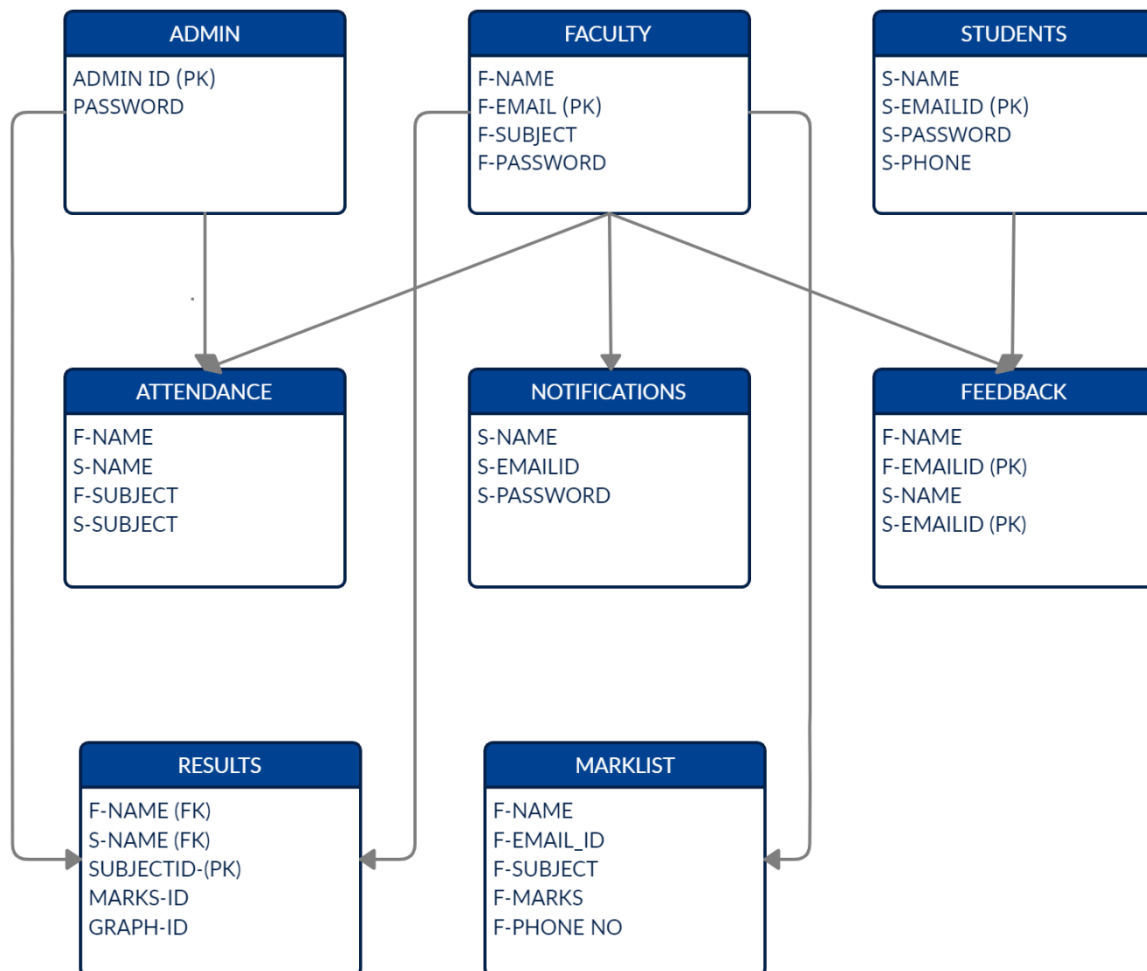 ADMIN
ADMIN ID (PK)
PASSWORD
FACULTY
F-NAME
F-EMAIL (PK)
F-SUBJECT
F-PASSWORD
STUDENTS
S-NAME
S-EMAILID (PK)
S-PASSWORD
S-PHONE
ATTENDANCE
F-NAME
S-NAME
F-SUBJECT
S-SUBJECT
NOTIFICATIONS
S-NAME
S-EMAILID
S-PASSWORD
FEEDBACK
F-NAME
F-EMAILID (PK)
S-NAME
S-EMAILID (PK)
RESULTS
F-NAME (FK)
S-NAME (FK)
SUBJECTID-(PK)
MARKS-ID
GRAPH-ID
MARKLIST
F-NAME
F-EMAIL_ID
F-SUBJECT
F-MARKS
F-PHONE NO